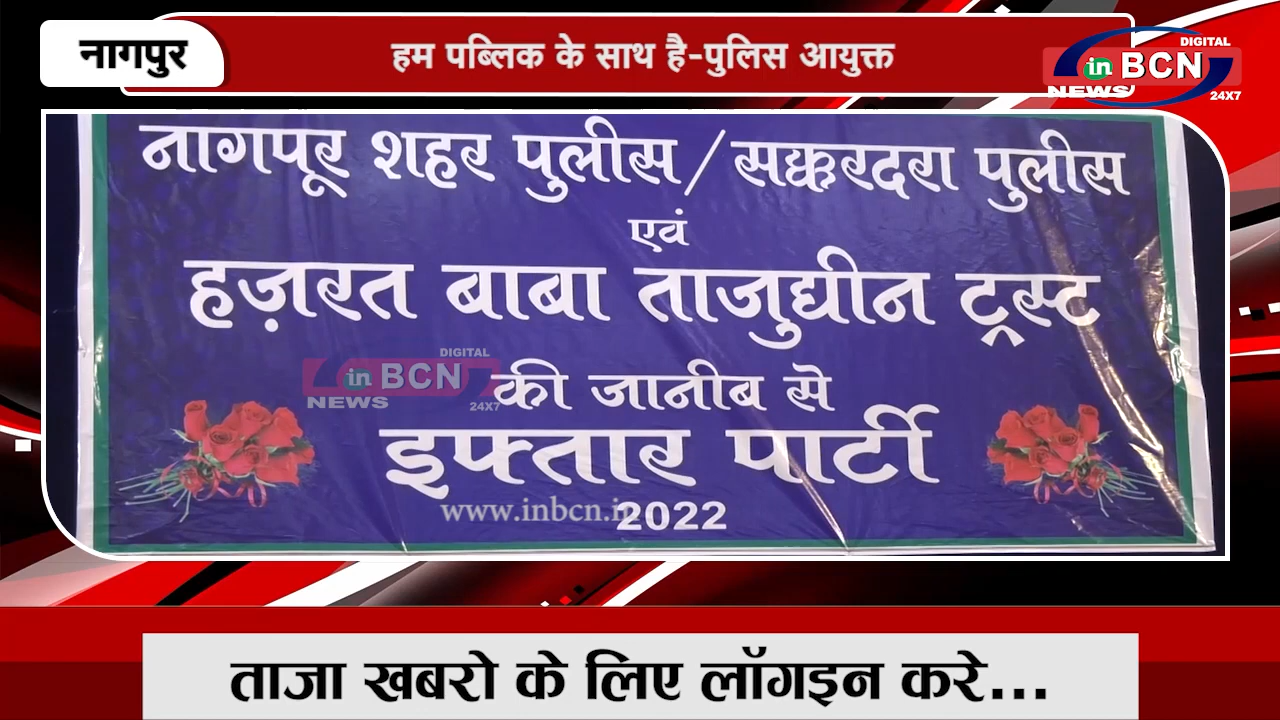 नागपुर
हम पब्लिक के साथ है-पुलिस आयुक्त
DIGITAL
in BCN
NEWS
24X7
नागपूर शहर पुलीस/सक्करदरा पुलीस
एवं
हज़रत बाबा ताजुद्यीन ट्रस्ट
DIGITAL
in BCN
NEWS 24X7
की जानीब से
इफ्तार पार्टी
www.inbcn.in
2022
ताजा खबरो के लिए लॉगइन करे...